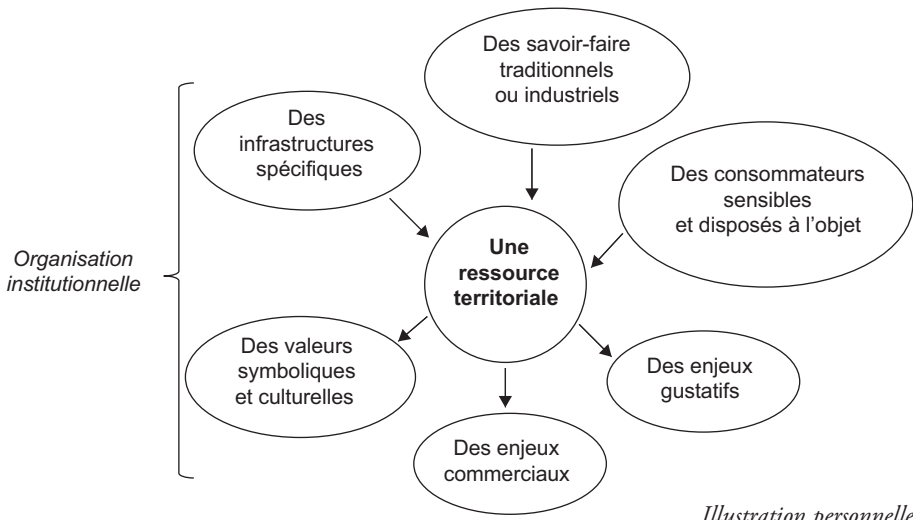 Des savoir-faire
traditionnels
ou industriels
Des
infrastructures
spécifiques
Des consommateurs
sensibles
et disposés à l'objet
Une
ressource
territoriale
Organisation
institutionnelle
Des valeurs
symboliques
et culturelles
Des enjeux
gustatifs
Des enjeux
commerciaux
Illustration personnelle